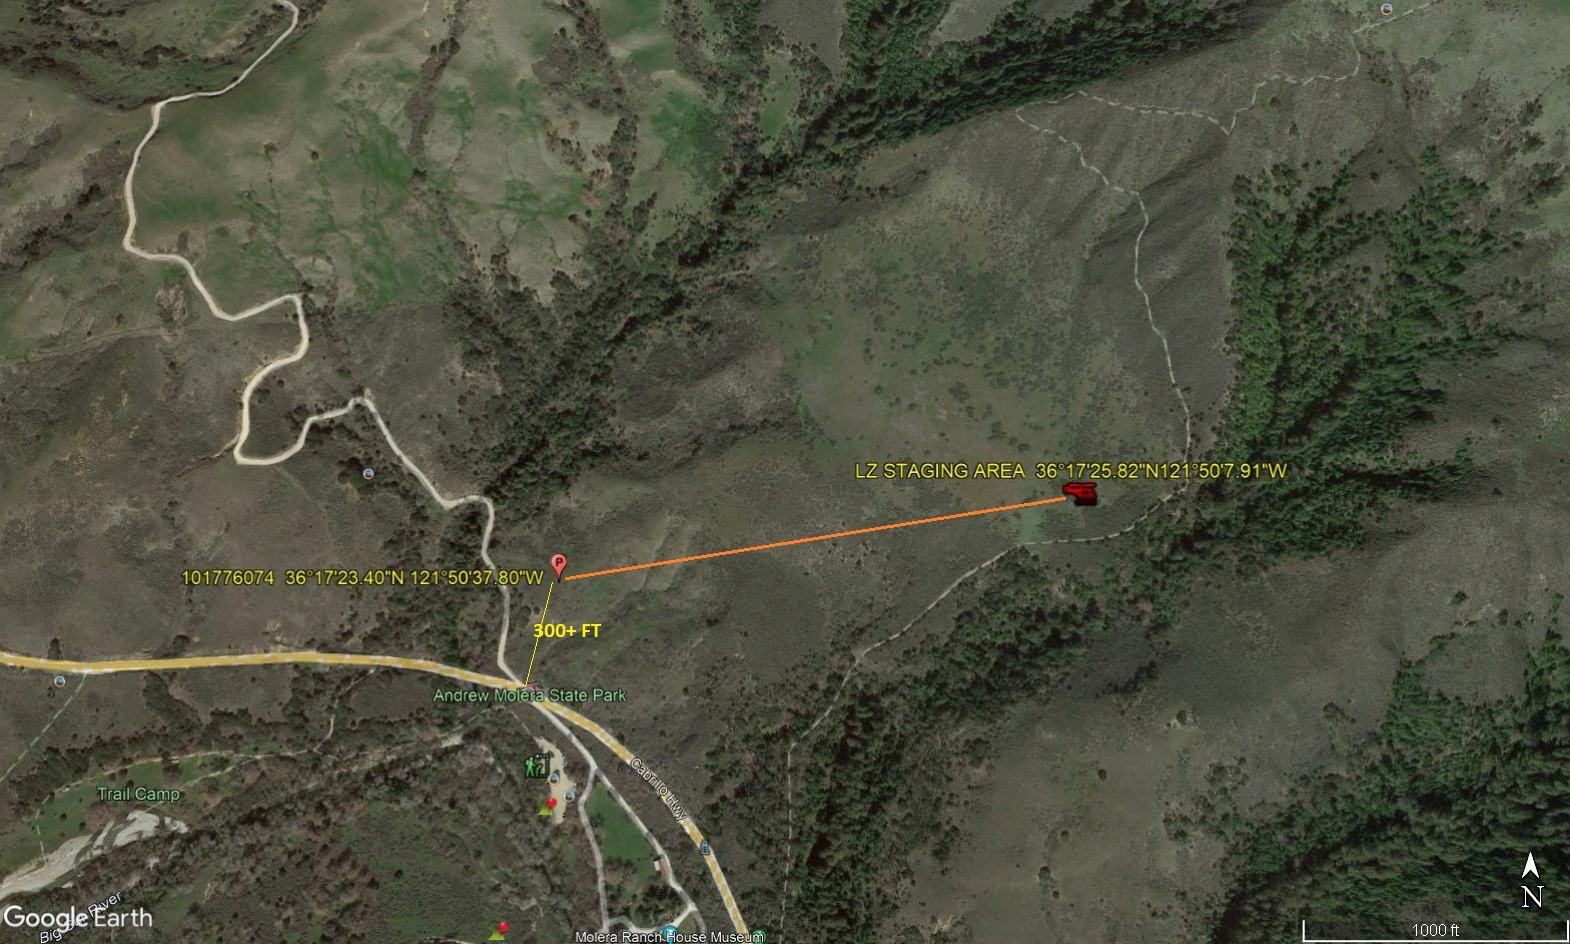 LZ STAGING AREA  36°17'25.82"N121°50'7.91"W
P
101776074  36°17'23.40"N 121°50'37.80"W
300+ FT
Andrew Molera State Park
Cabrillo Hwy
Trail Camp
Big River
Google Earth
Molera Ranch House Museum
N
1000 ft